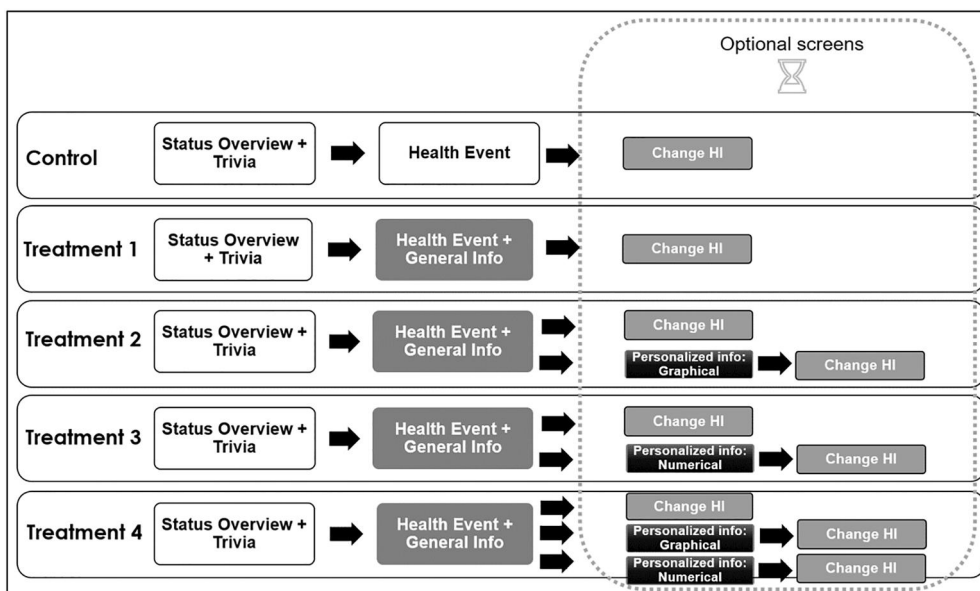 Optional screens
Control
Status Overview +
Trivia
Health Event
Change HI
Treatment 1
Status Overview
+ Trivia
Health Event +
General Info
Change HI
Treatment 2
Status Overview +
Trivia
Health Event +
General Info
Change HI
Personalized info:
Graphical
Change HI
Treatment 3
Status Overview +
Trivia
Health Event +
General Info
Change HI
Personalized info:
Numerical
Change HI
Treatment 4
Status Overview +
Trivia
Health Event +
General Info
Change HI
Personalized info:
Graphical
Change HI
Personalized info:
Numerical
Change HI